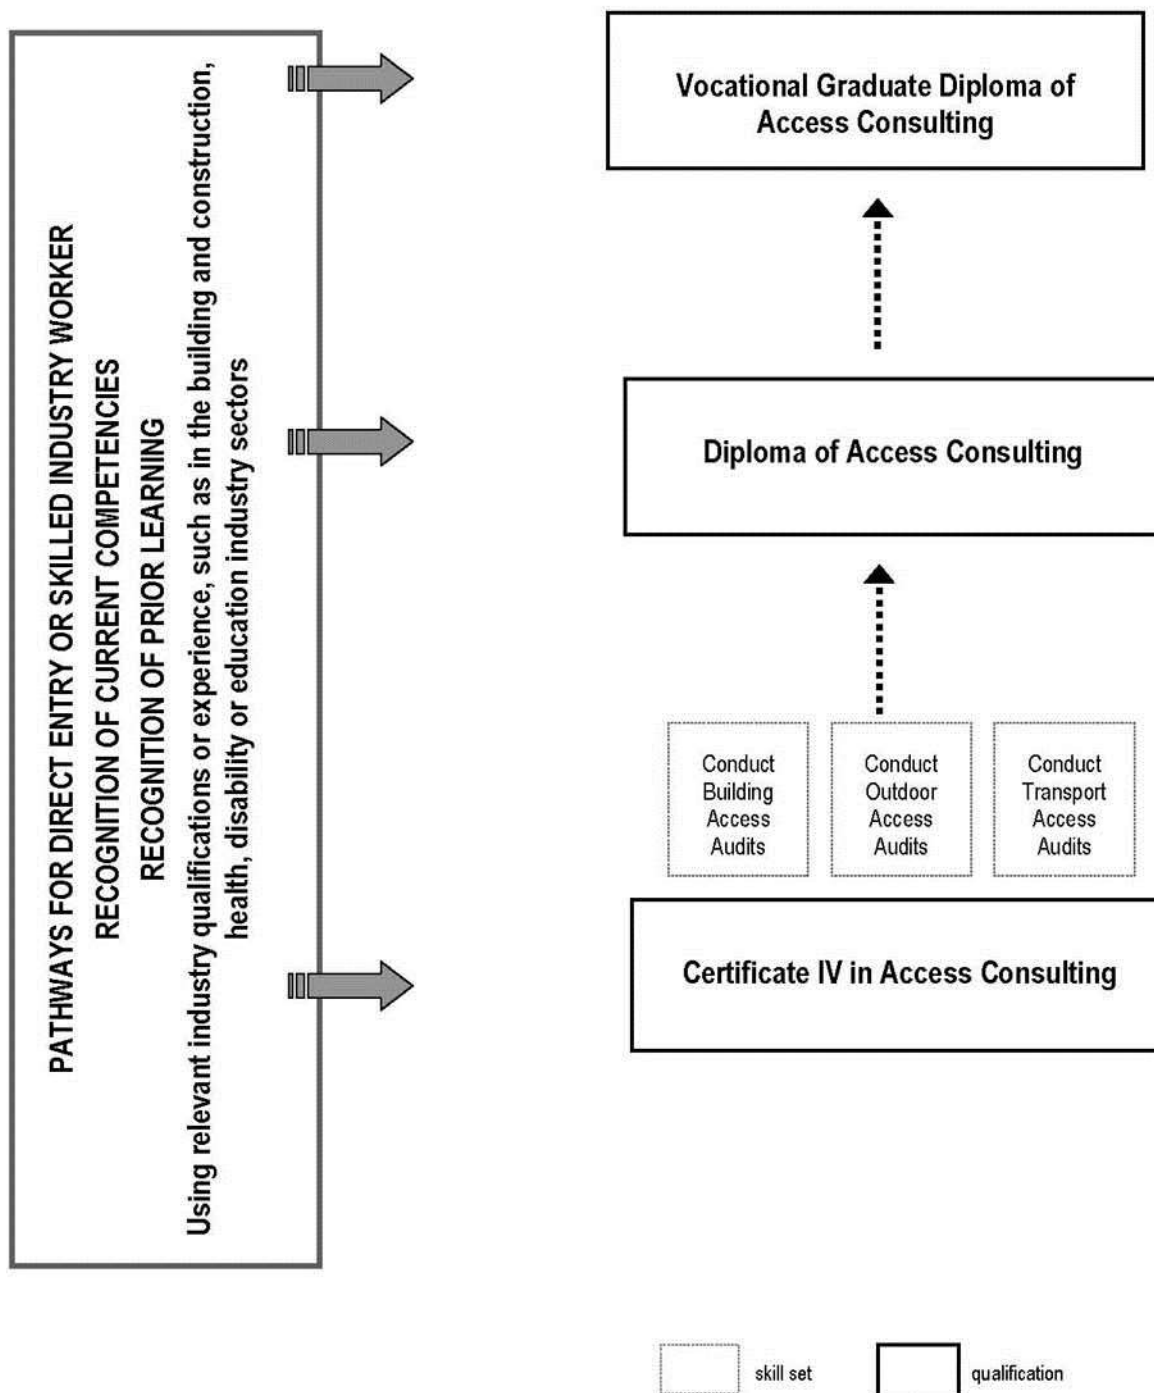 PATHWAYS FOR DIRECT ENTRY OR SKILLED INDUSTRY WORKER
RECOGNITION OF CURRENT COMPETENCIES
RECOGNITION OF PRIOR LEARNING
Using relevant industry qualifications or experience, such as in the building and construction,
health, disability or education industry sectors
Vocational Graduate Diploma of
Access Consulting
Diploma of Access Consulting
Conduct
Building
Access
Audits
Conduct
Outdoor
Access
Audits
Conduct
Transport
Access
Audits
Certificate IV in Access Consulting
skill set
qualification